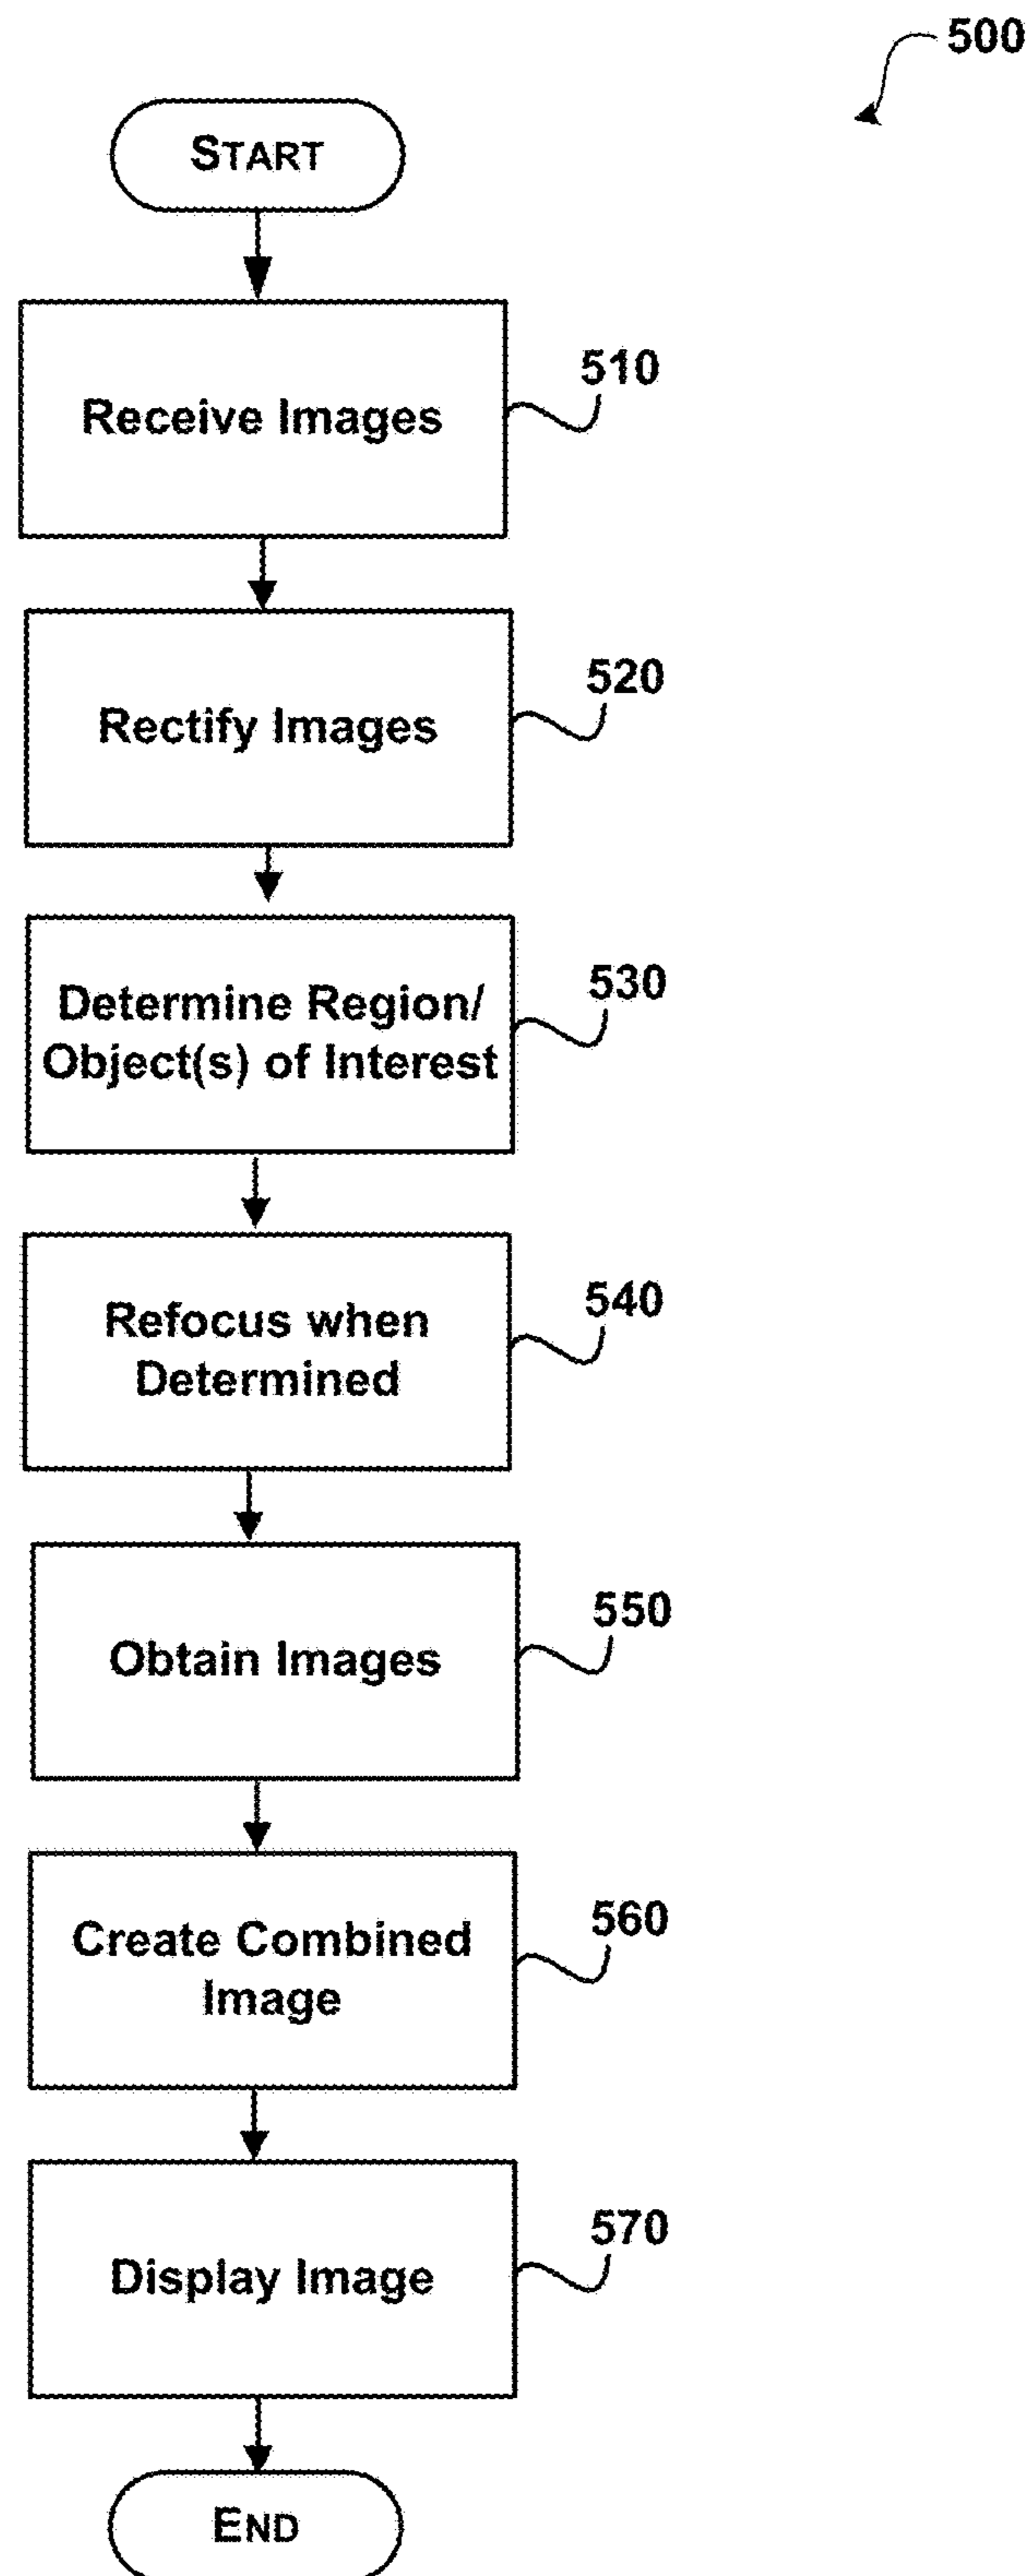 500
START
Receive Images
510
Rectify Images
520
Determine Region/
Object(s) of Interest
530
Refocus when
Determined
540
Obtain Images
550
Create Combined
Image
560
Display Image
570
END